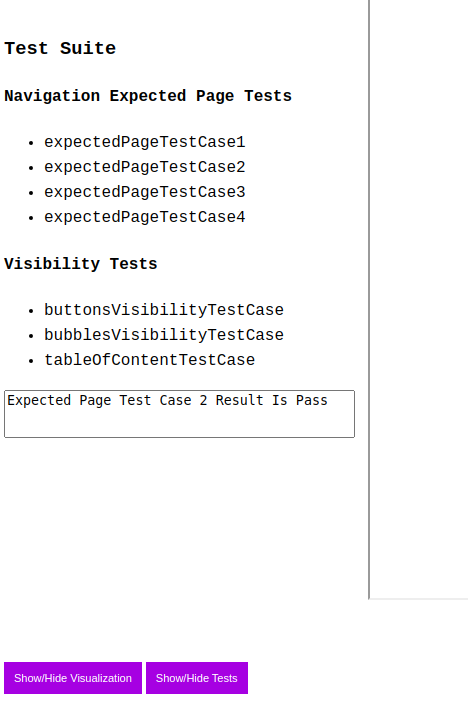 Test Suite
Navigation Expected Page Tests
expectedPageTestCase1
expectedPageTestCase2
expectedPageTestCase3
expectedPageTestCase4
Visibility Tests
buttonsVisibilityTestCase
bubblesVisibilityTestCase
tableOfContentTestCase
Expected Page Test Case 2 Result Is Pass
Show/Hide Visualization Show/Hide Tests